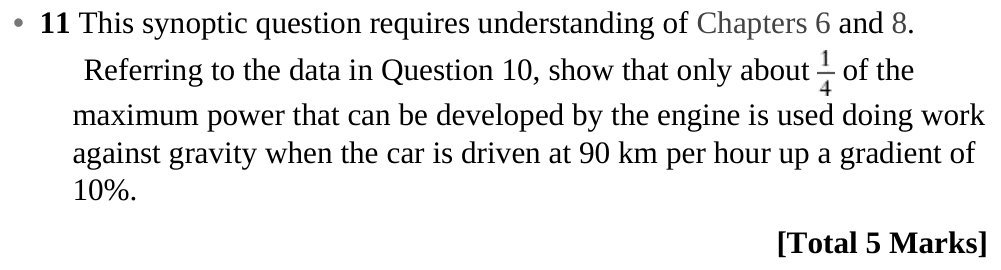 • 11 This synoptic question requires understanding of Chapters 6 and 8.
Referring to the data in Question 10, show that only about 1/4 of the
maximum power that can be developed by the engine is used doing work
against gravity when the car is driven at 90 km per hour up a gradient of
10%.
[Total 5 Marks]